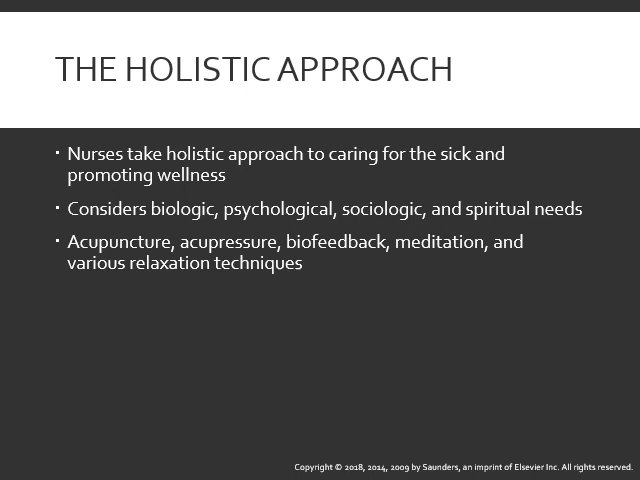 THE HOLISTIC APPROACH
▪ Nurses take holistic approach to caring for the sick and
promoting wellness
▪ Considers biologic, psychological, sociologic, and spiritual needs
▪ Acupuncture, acupressure, biofeedback, meditation, and
various relaxation techniques
Copyright © 2018, 2014, 2009 by Saunders, an imprint of Elsevier Inc. All rights reserved.